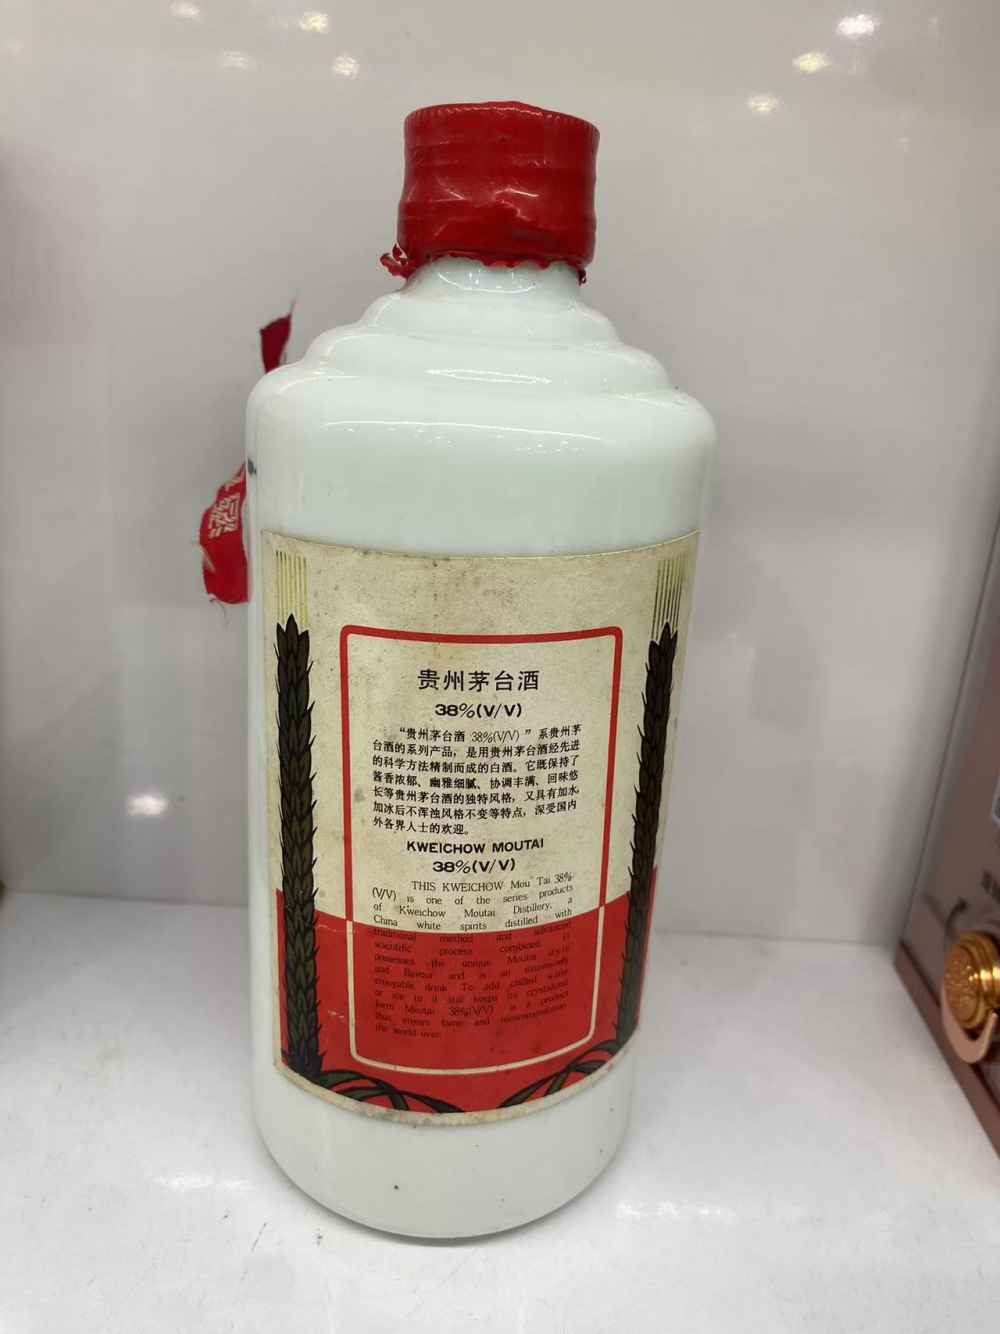 贵州茅台酒
38%(V/V)
“贵州茅台酒 38%(V/V)”系贵州茅
台酒的系列产品，是用贵州茅台酒经先进
的科学方法精制而成的白酒。它既保持了
酱香浓郁、幽雅细腻、协调丰满、回味悠
长等贵州茅台酒的独特风格，又具有加水、
加冰后不浑浊风格不变等特点，深受国内
外各界人士的欢迎。
KWEICHOW MOUTAI
38%(V/V)
THIS KWEICHOW Mou Tai 38%
(V/V) is one of the series products
of Kweichow Moutai Distillery, a
China white spirits distilled with
traditional method and advanced
scientific process combined. It
possesses the unique Moutai style
and flavour and is an extremely
enjoyable drink To add chilled water
or ice to it still keeps its crystalized
form Moutai 38%(V/V) is a product
that enjoys fame and recommendation
the world over.